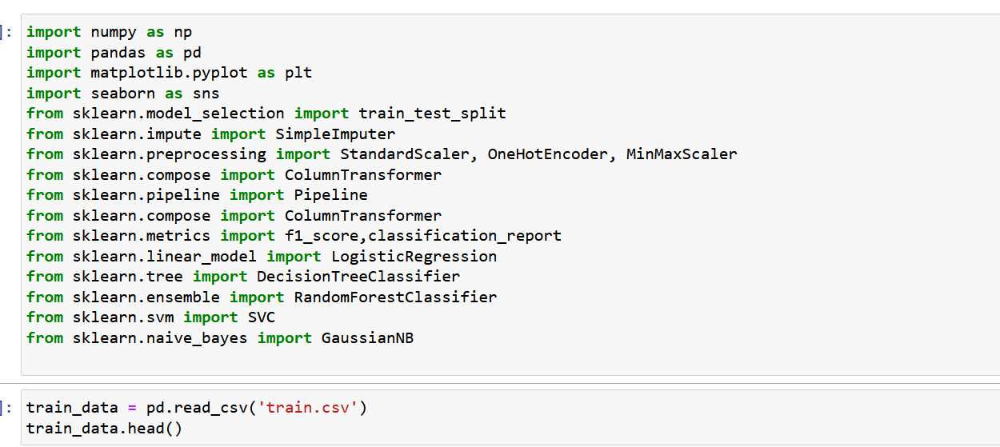 ]:
import numpy as np
import pandas as pd
import matplotlib.pyplot as plt
import seaborn as sns
from sklearn.model_selection import train_test_split
from sklearn.impute import SimpleImputer
from sklearn.preprocessing import StandardScaler, OneHotEncoder, MinMaxScaler
from sklearn.compose import ColumnTransformer
from sklearn.pipeline import Pipeline
from sklearn.compose import ColumnTransformer
from sklearn.metrics import f1_score,classification_report
from sklearn.linear_model import LogisticRegression
from sklearn.tree import DecisionTreeClassifier
from sklearn.ensemble import RandomForestClassifier
from sklearn.svm import SVC
from sklearn.naive_bayes import GaussianNB
]:
train_data = pd.read_csv('train.csv')
train_data.head()